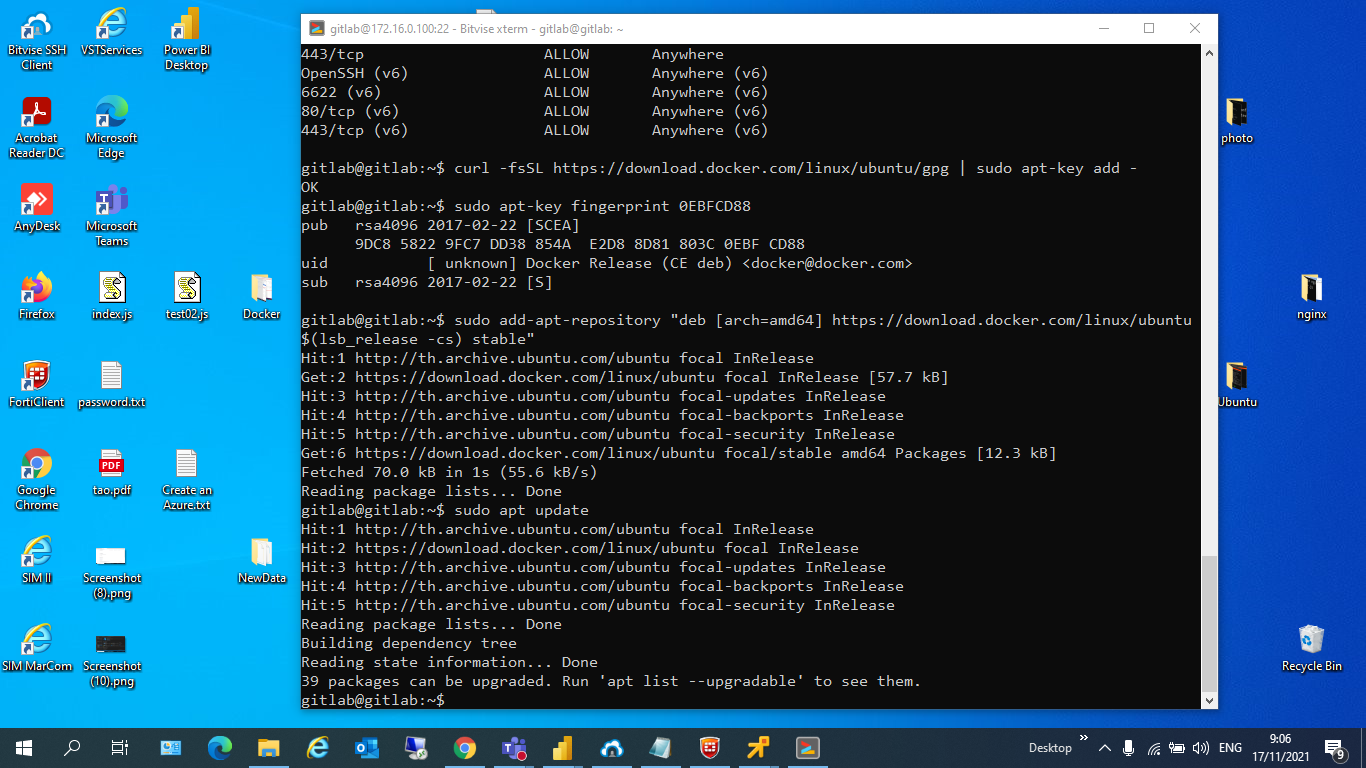 gitlab@172.16.0.100:22 - Bitvise xterm - gitlab@gitlab: ~
443/tcp ALLOW Anywhere
OpenSSH (v6) ALLOW Anywhere (v6)
6622 (v6) ALLOW Anywhere (v6)
80/tcp (v6) ALLOW Anywhere (v6)
443/tcp (v6) ALLOW Anywhere (v6)
gitlab@gitlab:~$ curl -fsSL https://download.docker.com/linux/ubuntu/gpg | sudo apt-key add -
OK
gitlab@gitlab:~$ sudo apt-key fingerprint 0EBFCD88
pub rsa4096 2017-02-22 [SCEA]
9DC8 5822 9FC7 DD38 854A E2D8 8D81 803C 0EBF CD88
uid [ unknown] Docker Release (CE deb) <docker@docker.com>
sub rsa4096 2017-02-22 [S]
gitlab@gitlab:~$ sudo add-apt-repository "deb [arch=amd64] https://download.docker.com/linux/ubuntu
$(lsb_release -cs) stable"
Hit:1 http://th.archive.ubuntu.com/ubuntu focal InRelease
Get:2 https://download.docker.com/linux/ubuntu focal InRelease [57.7 kB]
Hit:3 http://th.archive.ubuntu.com/ubuntu focal-updates InRelease
Hit:4 http://th.archive.ubuntu.com/ubuntu focal-backports InRelease
Hit:5 http://th.archive.ubuntu.com/ubuntu focal-security InRelease
Get:6 https://download.docker.com/linux/ubuntu focal/stable amd64 Packages [12.3 kB]
Fetched 70.0 kB in 1s (55.6 kB/s)
Reading package lists... Done
gitlab@gitlab:~$ sudo apt update
Hit:1 http://th.archive.ubuntu.com/ubuntu focal InRelease
Hit:2 https://download.docker.com/linux/ubuntu focal InRelease
Hit:3 http://th.archive.ubuntu.com/ubuntu focal-updates InRelease
Hit:4 http://th.archive.ubuntu.com/ubuntu focal-backports InRelease
Hit:5 http://th.archive.ubuntu.com/ubuntu focal-security InRelease
Reading package lists... Done
Building dependency tree
Reading state information... Done
39 packages can be upgraded. Run 'apt list --upgradable' to see them.
gitlab@gitlab:~$
Bitvise SSH
Client
VSTServices
Power BI
Desktop
Acrobat
Reader DC
Microsoft
Edge
AnyDesk
Microsoft
Teams
Firefox
index.js
test02.js
Docker
FortiClient
password.txt
Google
Chrome
PDF
tao.pdf
Create an
Azure.txt
SIM II
Screenshot
(8).png
NewData
SIM MarCom
Screenshot
(10).png
photo
nginx
Ubuntu
Recycle Bin
Desktop
ENG
9:06
17/11/2021
9